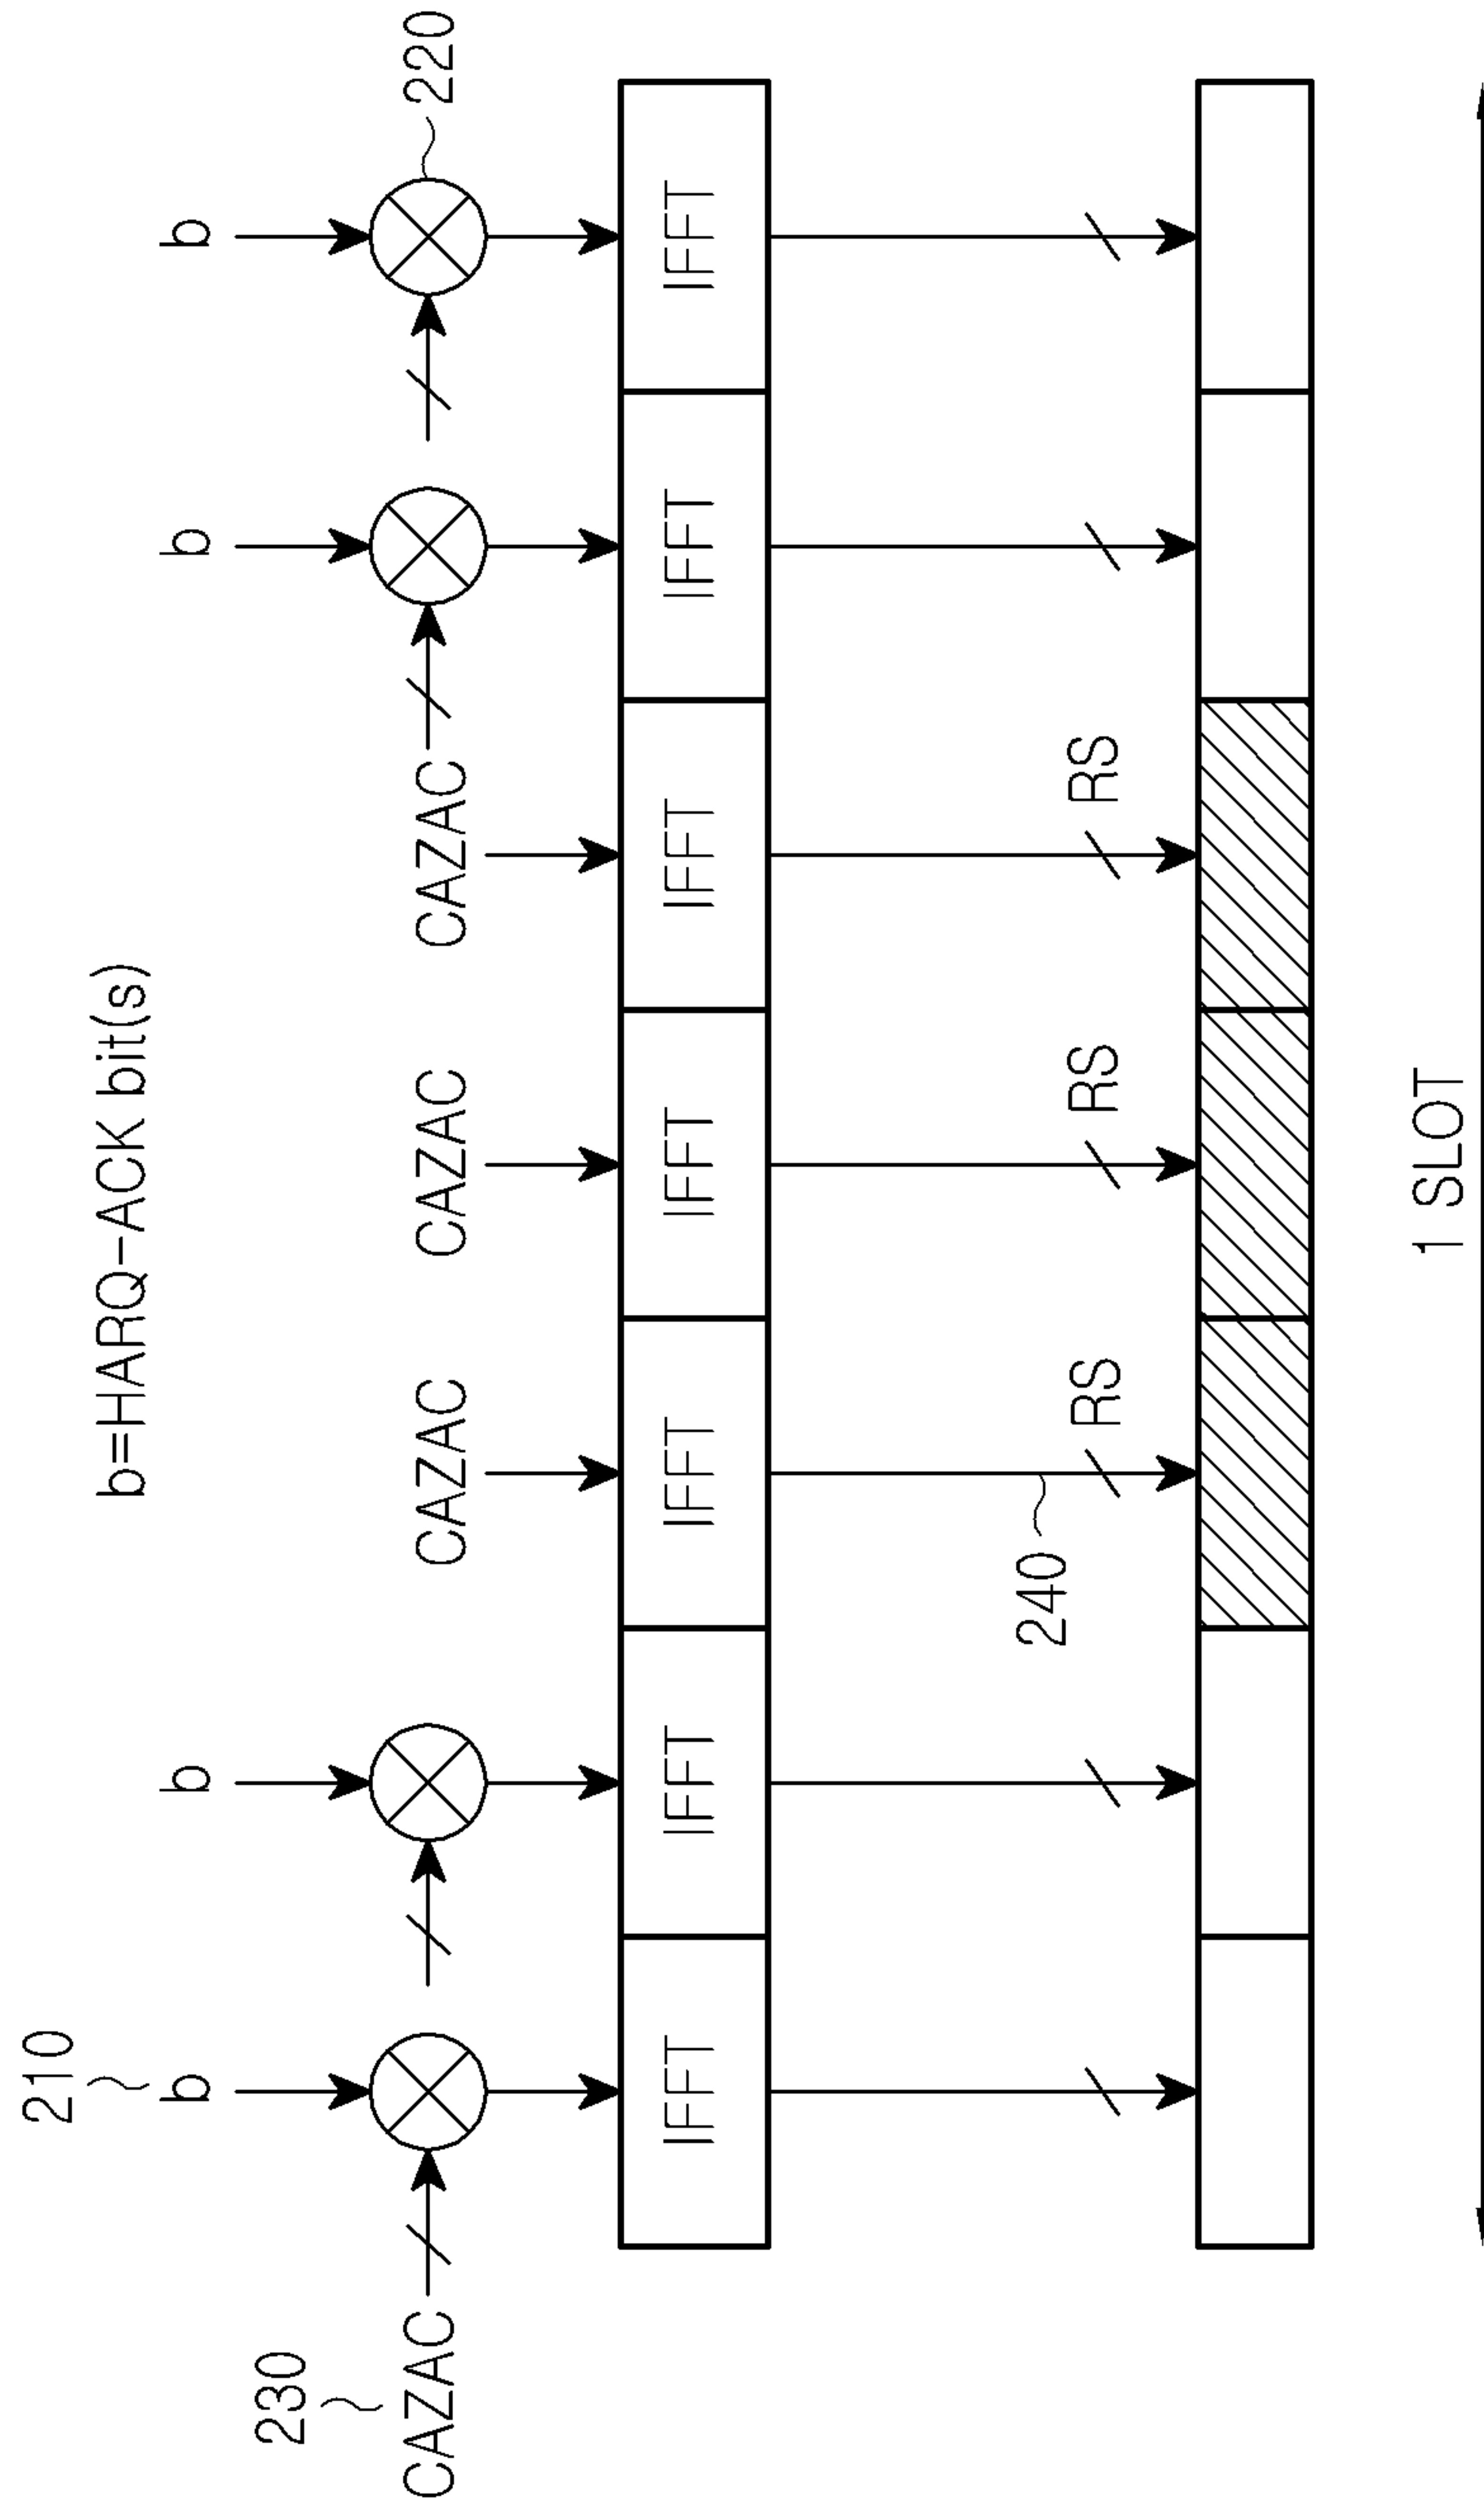 b=HARQ-ACK bit(s)
210
b
b
b
b
230
CAZAC
CAZAC
CAZAC
CAZAC
220
IFFT
IFFT
IFFT
IFFT
IFFT
IFFT
IFFT
240
RS
RS
RS
1 SLOT